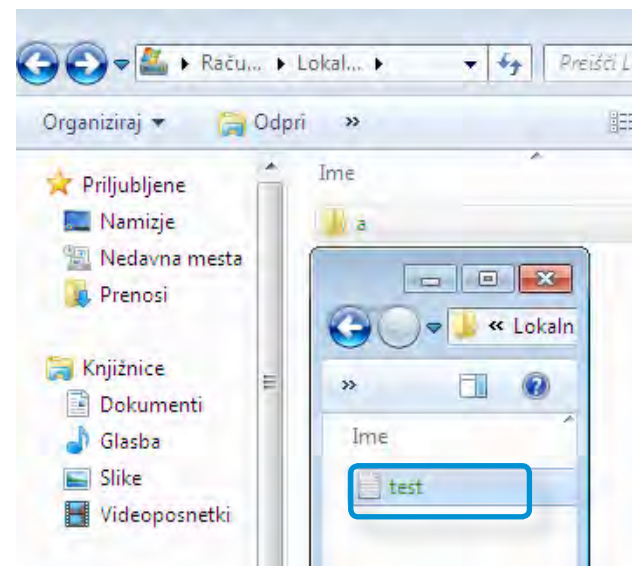 Raču... Lokal... Preišči L
Organiziraj Odpri »
Priljubljene
Namizje
Nedavna mesta
Prenosi
Knjižnice
Dokumenti
Glasba
Slike
Videoposnetki
Ime
a
« Lokaln
»
Ime
test